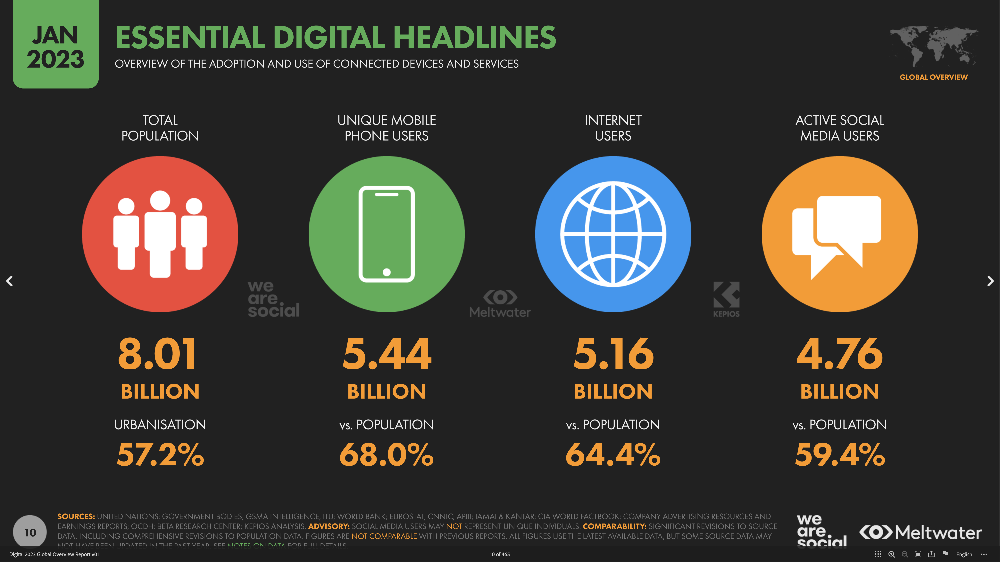 JAN
2023
ESSENTIAL DIGITAL HEADLINES
OVERVIEW OF THE ADOPTION AND USE OF CONNECTED DEVICES AND SERVICES
GLOBAL OVERVIEW
TOTAL
POPULATION
8.01
BILLION
URBANISATION
57.2%
UNIQUE MOBILE
PHONE USERS
5.44
BILLION
vs. POPULATION
68.0%
INTERNET
USERS
5.16
BILLION
vs. POPULATION
64.4%
ACTIVE SOCIAL
MEDIA USERS
4.76
BILLION
vs. POPULATION
59.4%
we
are
social
Meltwater
KEPIOS
10
SOURCES: UNITED NATIONS; GOVERNMENT BODIES; GSMA INTELLIGENCE; ITU; WORLD BANK; EUROSTAT; CNNIC; APJII; IAMAI & KANTAR; CIA WORLD FACTBOOK; COMPANY ADVERTISING RESOURCES AND
EARNINGS REPORTS; OCDH; BETA RESEARCH CENTER; KEPIOS ANALYSIS. ADVISORY: SOCIAL MEDIA USERS MAY NOT REPRESENT UNIQUE INDIVIDUALS. COMPARABILITY: SIGNIFICANT REVISIONS TO SOURCE
DATA, INCLUDING COMPREHENSIVE REVISIONS TO POPULATION DATA. FIGURES ARE NOT COMPARABLE WITH PREVIOUS REPORTS. ALL FIGURES USE THE LATEST AVAILABLE DATA, BUT SOME SOURCE DATA MAY
NOT HAVE BEEN UPDATED IN THE PAST YEAR. SEE NOTES ON DATA FOR FULL DETAILS.
we
are
social
Meltwater
Digital 2023 Global Overview Report v01
10 of 465
English